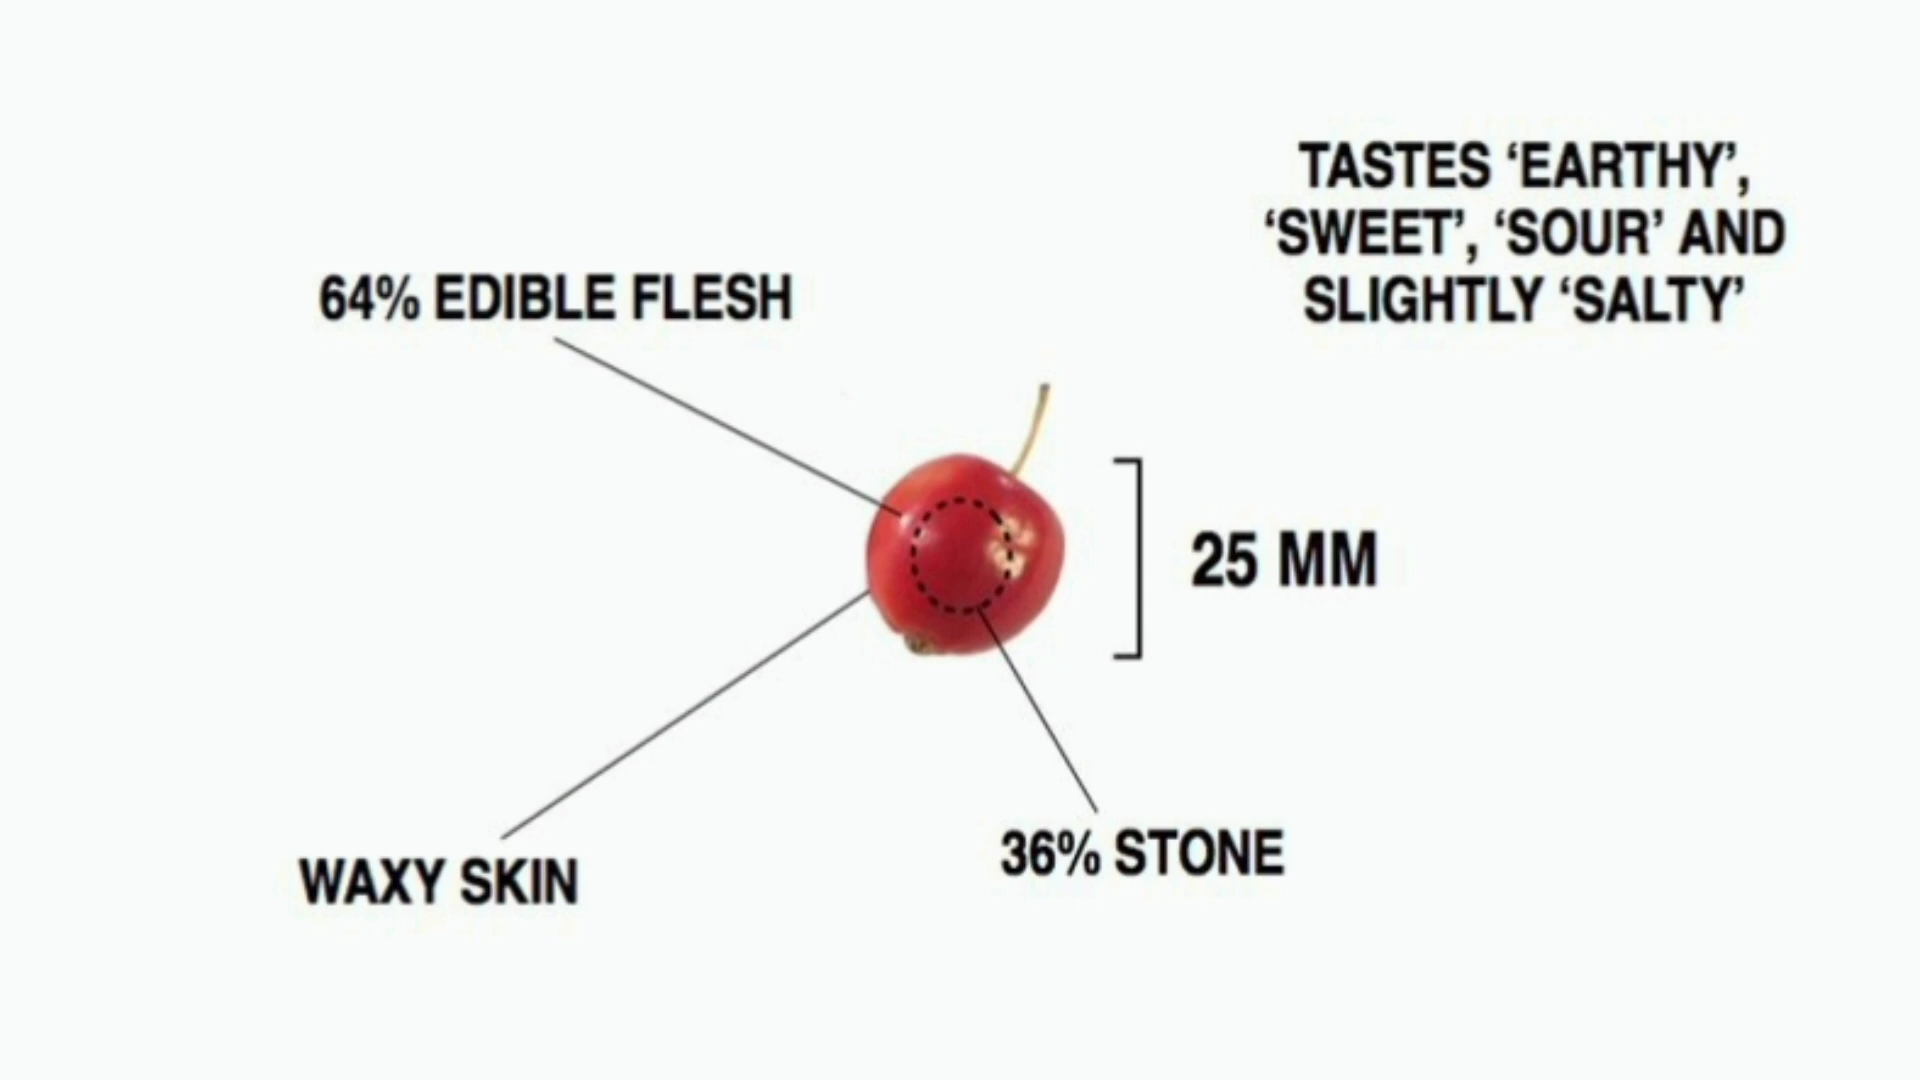 TASTES ‘EARTHY’,
‘SWEET’, ‘SOUR’ AND
SLIGHTLY ‘SALTY’
64% EDIBLE FLESH
25 MM
36% STONE
WAXY SKIN